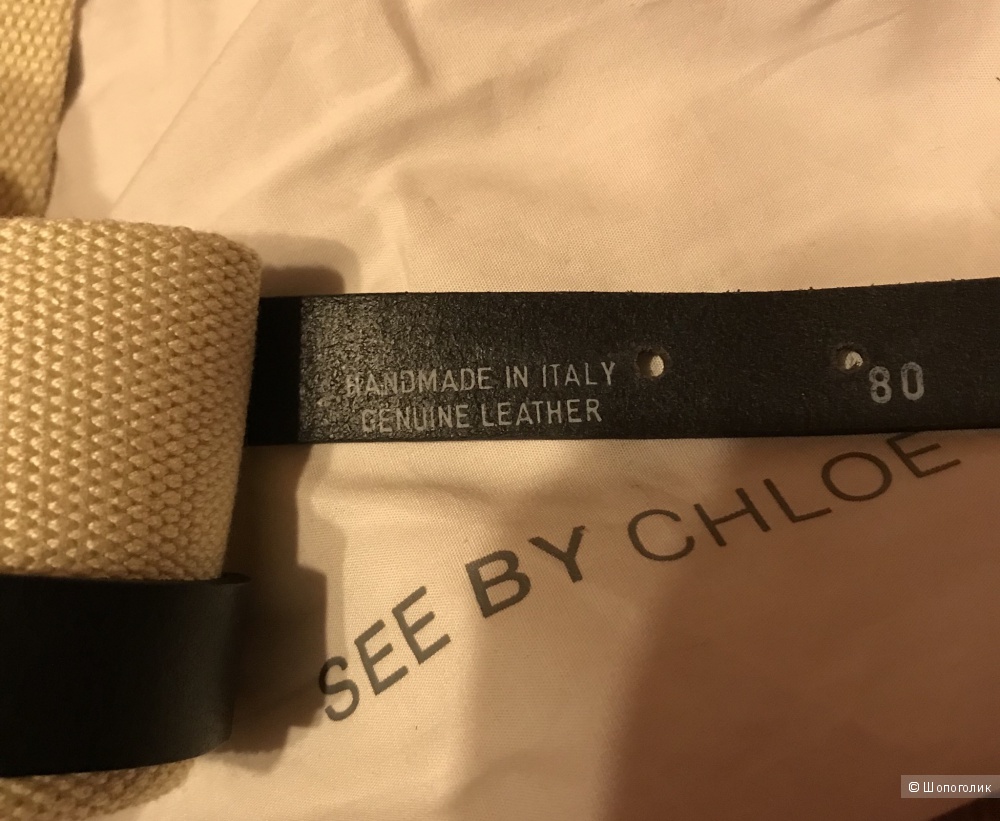 HANDMADE IN ITALY
GENUINE LEATHER
80
SEE BY CHLOE
© Шопоголик